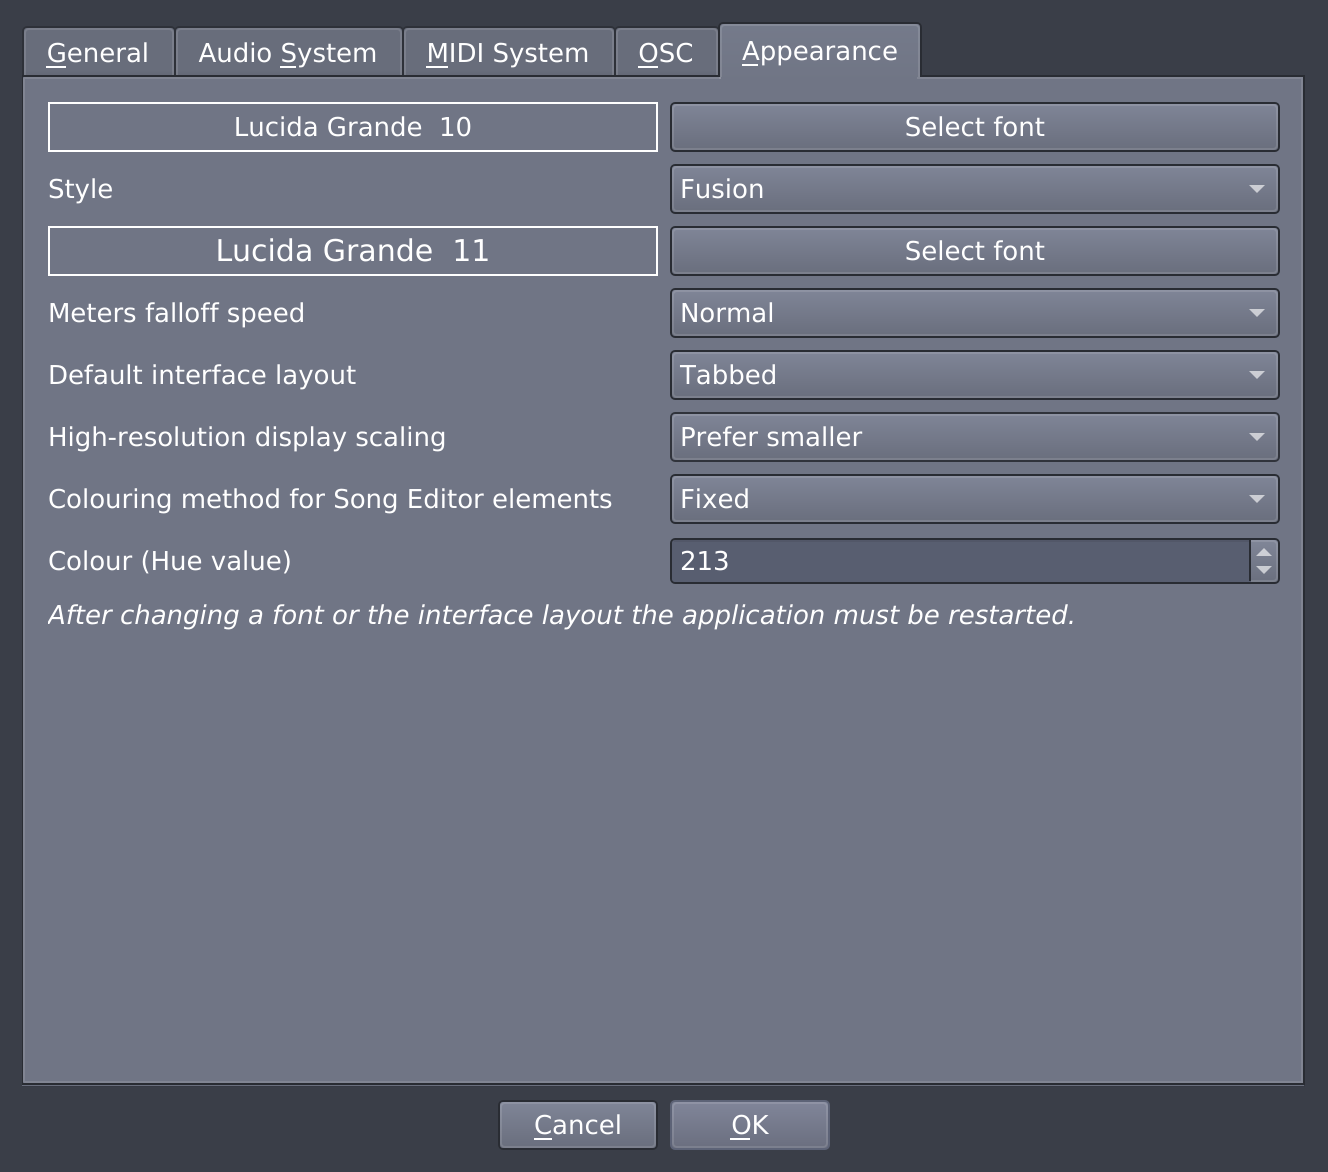 General Audio System MIDI System OSC Appearance
Lucida Grande  10 Select font
Style Fusion
Lucida Grande  11 Select font
Meters falloff speed Normal
Default interface layout Tabbed
High-resolution display scaling Prefer smaller
Colouring method for Song Editor elements Fixed
Colour (Hue value) 213
After changing a font or the interface layout the application must be restarted.
Cancel OK